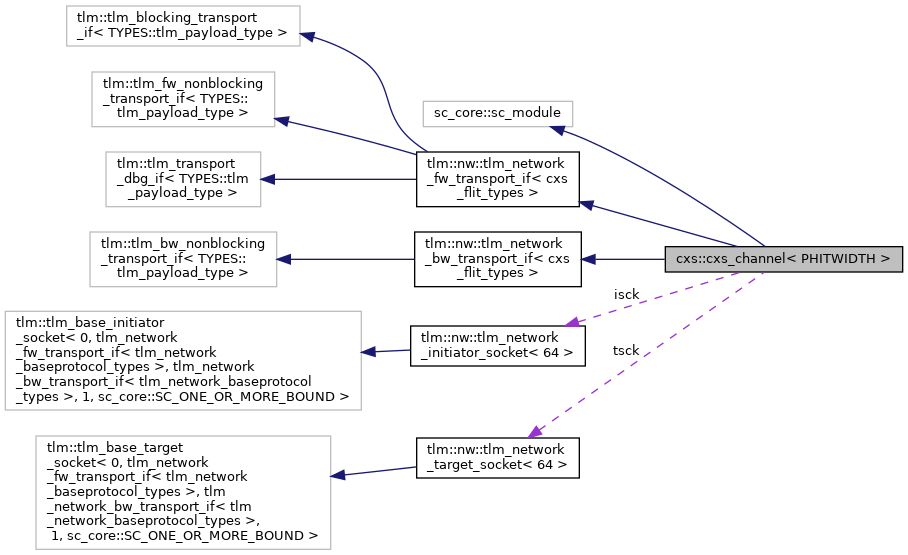 tlm::tlm_blocking_transport
_if< TYPES::tlm_payload_type >
tlm::tlm_fw_nonblocking
_transport_if< TYPES::
tlm_payload_type >
sc_core::sc_module
tlm::tlm_transport
_dbg_if< TYPES::tlm
_payload_type >
tlm::nw::tlm_network
_fw_transport_if< cxs
_flit_types >
tlm::tlm_bw_nonblocking
_transport_if< TYPES::
tlm_payload_type >
tlm::nw::tlm_network
_bw_transport_if< cxs
_flit_types >
cxs::cxs_channel< PHITWIDTH >
isck
tlm::tlm_base_initiator
_socket< 0, tlm_network
_fw_transport_if< tlm_network
_baseprotocol_types >, tlm_network
_bw_transport_if< tlm_network_baseprotocol
_types >, 1, sc_core::SC_ONE_OR_MORE_BOUND >
tlm::nw::tlm_network
_initiator_socket< 64 >
tsck
tlm::tlm_base_target
_socket< 0, tlm_network
_fw_transport_if< tlm_network
_baseprotocol_types >, tlm
_network_bw_transport_if< tlm
_network_baseprotocol_types >,
1, sc_core::SC_ONE_OR_MORE_BOUND >
tlm::nw::tlm_network
_target_socket< 64 >